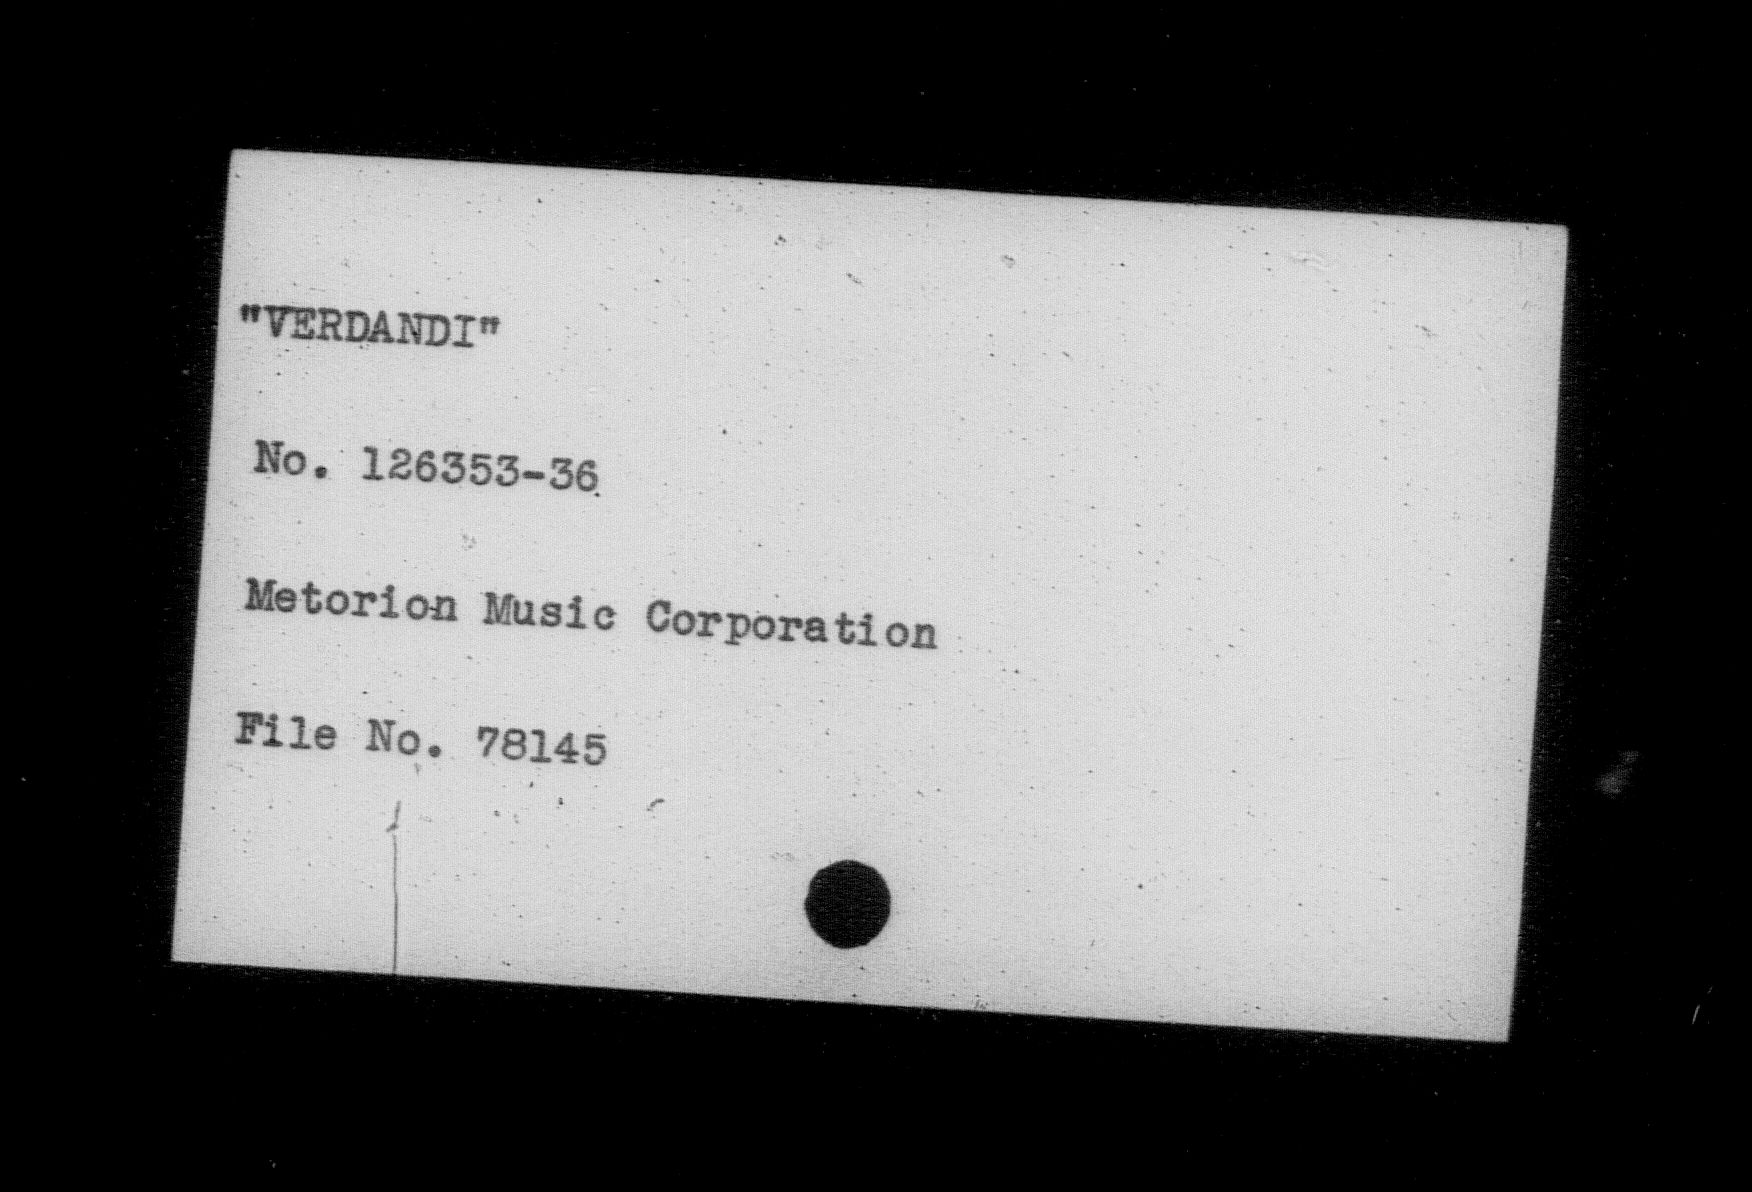 "VERDANDI"
No. 126353-36
Metorion Music Corporation
File No. 78145